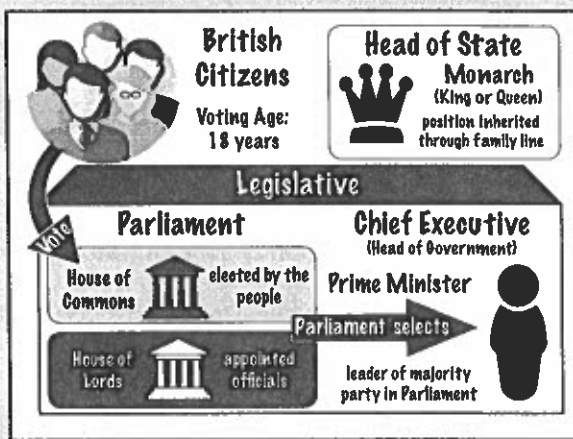 British
Citizens
Voting Age:
18 years
Head of State
Monarch
(King or Queen)
position inherited
through family line
Legislative
Vote
Parliament
House of
Commons
elected by the
people
House of
Lords
appointed
officials
Chief Executive
(Head of Government)
Prime Minister
Parliament selects
leader of majority
party in Parliament